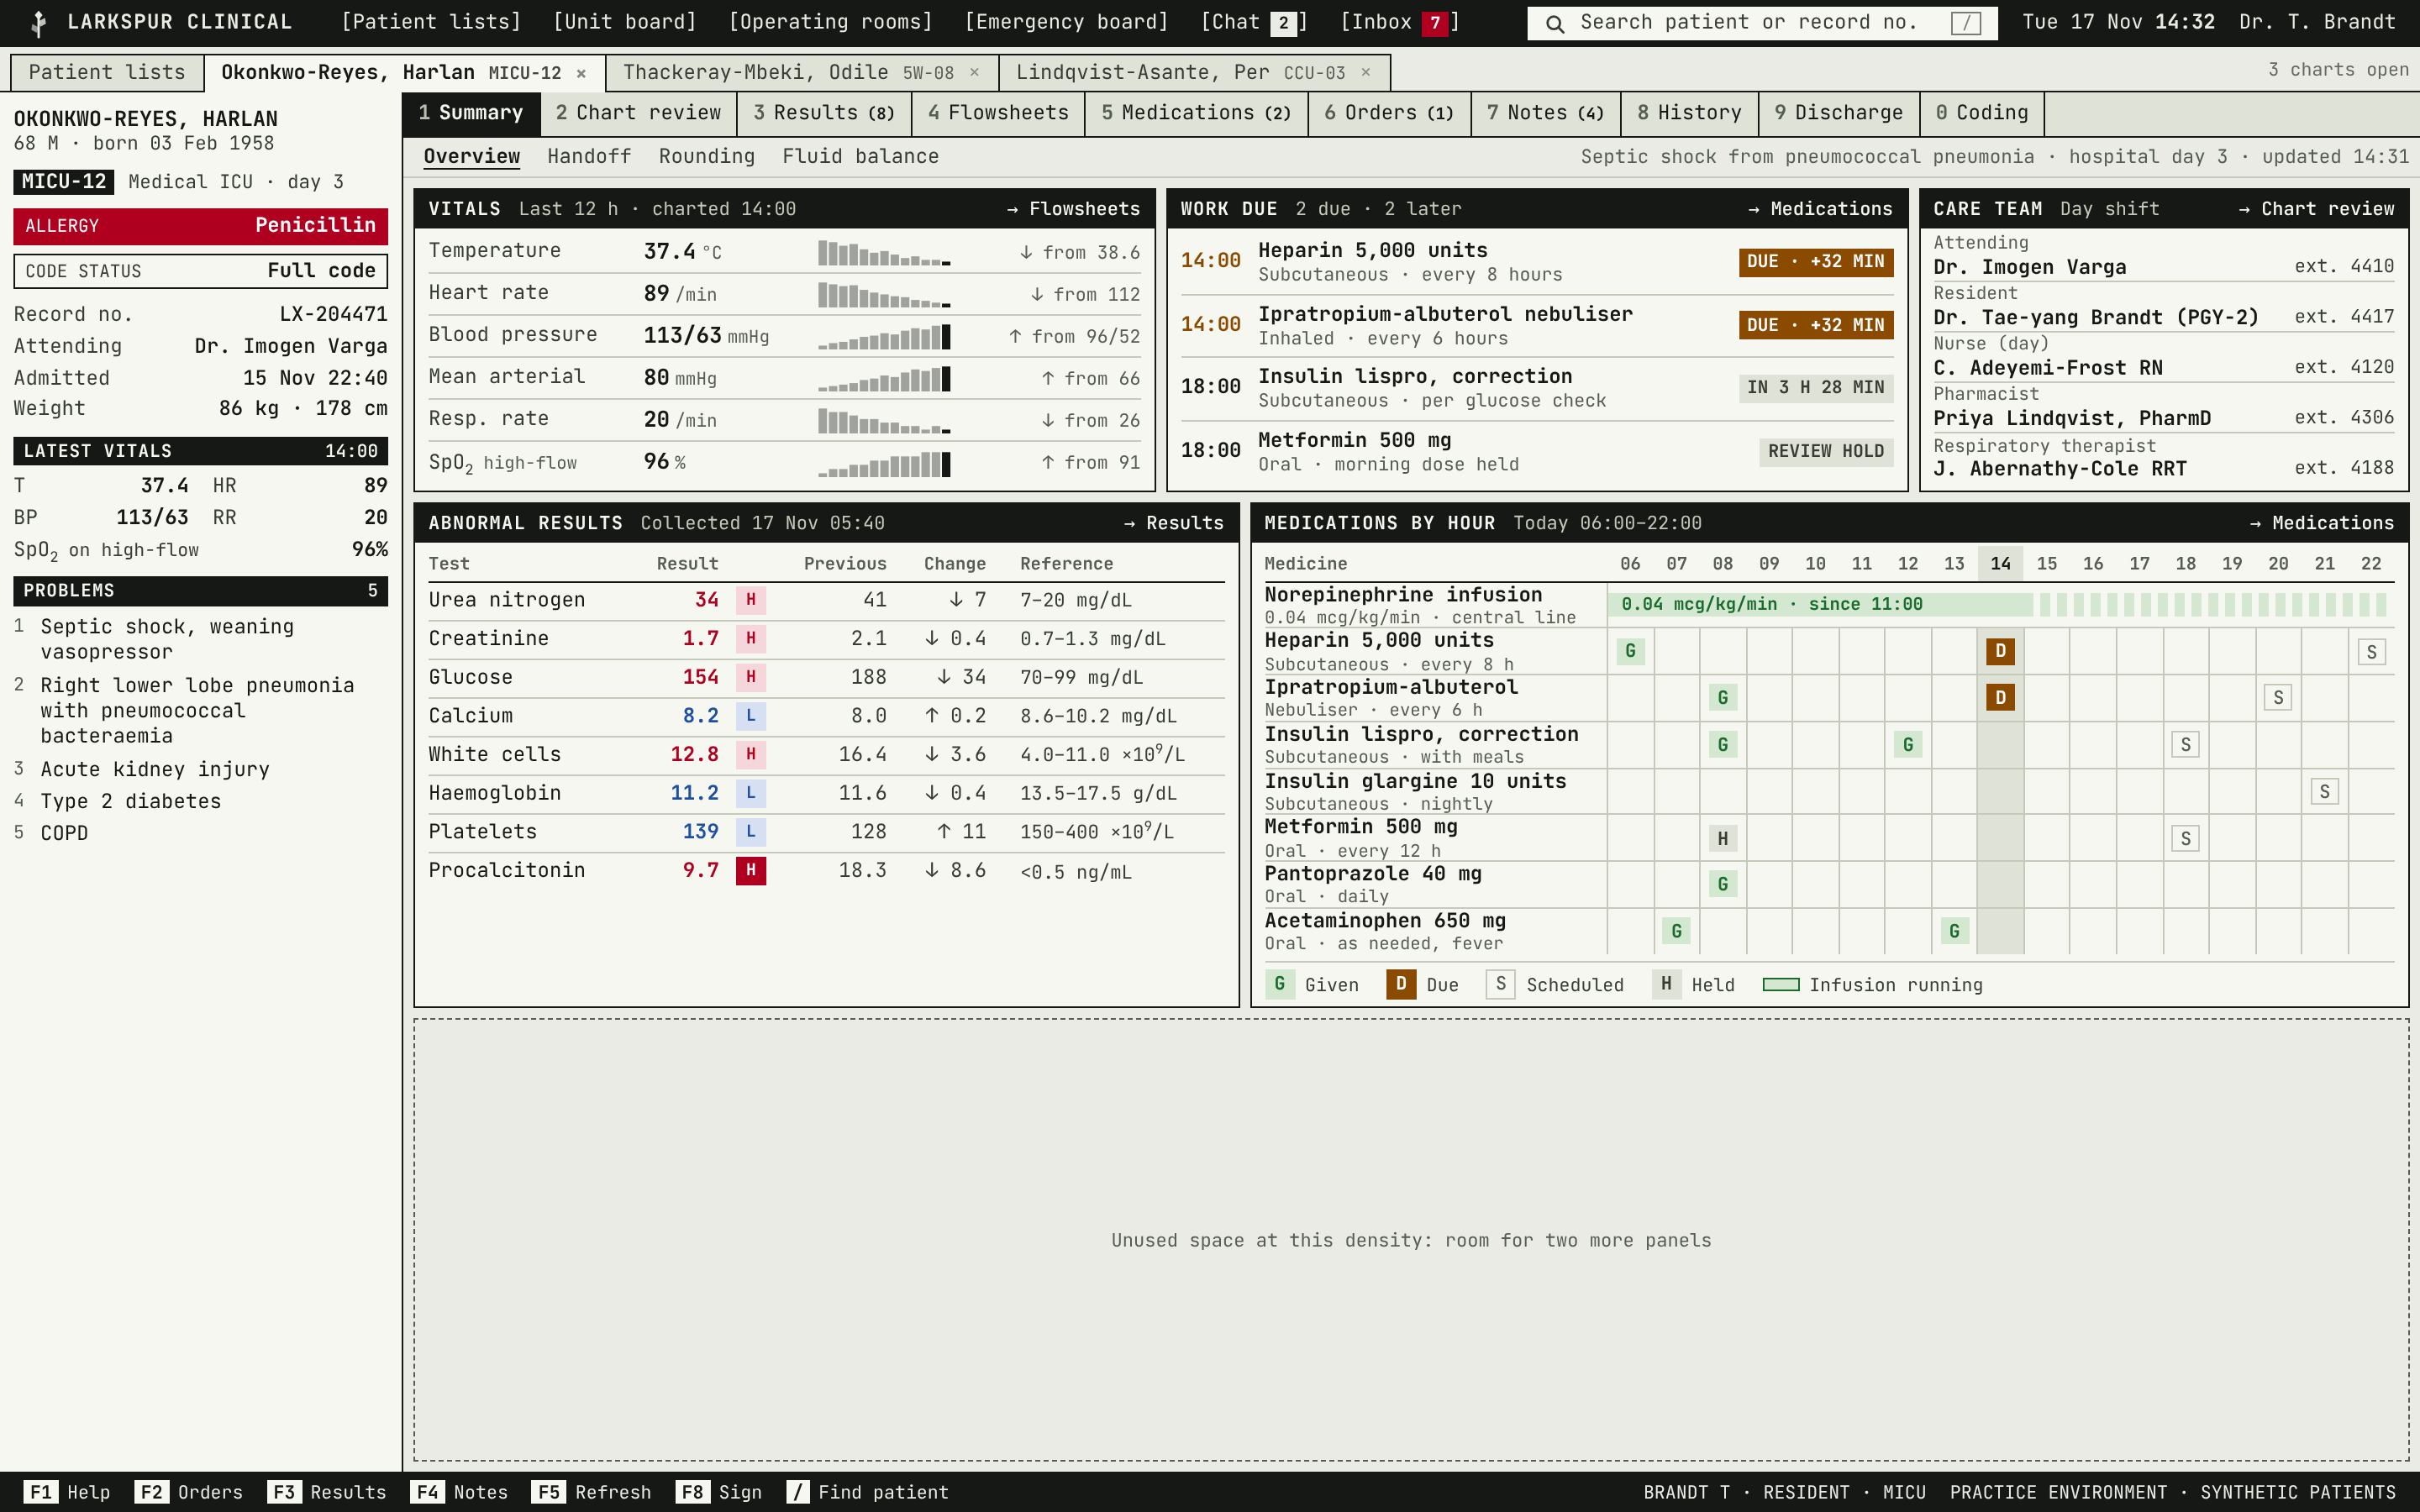 LARKSPUR CLINICAL [Patient lists] [Unit board] [Operating rooms] [Emergency board] [Chat 2] [Inbox 7] Search patient or record no. / Tue 17 Nov 14:32 Dr. T. Brandt
Patient lists Okonkwo-Reyes, Harlan MICU-12 × Thackeray-Mbeki, Odile 5W-08 × Lindqvist-Asante, Per CCU-03 × 3 charts open
OKONKWO-REYES, HARLAN
68 M · born 03 Feb 1958
MICU-12 Medical ICU · day 3
ALLERGY Penicillin
CODE STATUS Full code
Record no. LX-204471
Attending Dr. Imogen Varga
Admitted 15 Nov 22:40
Weight 86 kg · 178 cm
LATEST VITALS 14:00
T 37.4 HR 89
BP 113/63 RR 20
SpO2 on high-flow 96%
PROBLEMS 5
1 Septic shock, weaning
vasopressor
2 Right lower lobe pneumonia
with pneumococcal
bacteraemia
3 Acute kidney injury
4 Type 2 diabetes
5 COPD
1 Summary 2 Chart review 3 Results (8) 4 Flowsheets 5 Medications (2) 6 Orders (1) 7 Notes (4) 8 History 9 Discharge 0 Coding
Overview Handoff Rounding Fluid balance Septic shock from pneumococcal pneumonia · hospital day 3 · updated 14:31
VITALS Last 12 h · charted 14:00 → Flowsheets
Temperature 37.4 °C ↓ from 38.6
Heart rate 89 /min ↓ from 112
Blood pressure 113/63 mmHg ↑ from 96/52
Mean arterial 80 mmHg ↑ from 66
Resp. rate 20 /min ↓ from 26
SpO2 high-flow 96 % ↑ from 91
WORK DUE 2 due · 2 later → Medications
14:00 Heparin 5,000 units DUE · +32 MIN
Subcutaneous · every 8 hours
14:00 Ipratropium-albuterol nebuliser DUE · +32 MIN
Inhaled · every 6 hours
18:00 Insulin lispro, correction IN 3 H 28 MIN
Subcutaneous · per glucose check
18:00 Metformin 500 mg REVIEW HOLD
Oral · morning dose held
CARE TEAM Day shift → Chart review
Attending
Dr. Imogen Varga ext. 4410
Resident
Dr. Tae-yang Brandt (PGY-2) ext. 4417
Nurse (day)
C. Adeyemi-Frost RN ext. 4120
Pharmacist
Priya Lindqvist, PharmD ext. 4306
Respiratory therapist
J. Abernathy-Cole RRT ext. 4188
ABNORMAL RESULTS Collected 17 Nov 05:40 → Results
Test Result Previous Change Reference
Urea nitrogen 34 H 41 ↓ 7 7–20 mg/dL
Creatinine 1.7 H 2.1 ↓ 0.4 0.7–1.3 mg/dL
Glucose 154 H 188 ↓ 34 70–99 mg/dL
Calcium 8.2 L 8.0 ↑ 0.2 8.6–10.2 mg/dL
White cells 12.8 H 16.4 ↓ 3.6 4.0–11.0 ×10⁹/L
Haemoglobin 11.2 L 11.6 ↓ 0.4 13.5–17.5 g/dL
Platelets 139 L 128 ↑ 11 150–400 ×10⁹/L
Procalcitonin 9.7 H 18.3 ↓ 8.6 <0.5 ng/mL
MEDICATIONS BY HOUR Today 06:00–22:00 → Medications
Medicine 06 07 08 09 10 11 12 13 14 15 16 17 18 19 20 21 22
Norepinephrine infusion 0.04 mcg/kg/min · since 11:00
0.04 mcg/kg/min · central line
Heparin 5,000 units G D S
Subcutaneous · every 8 h
Ipratropium-albuterol G D S
Nebuliser · every 6 h
Insulin lispro, correction G G S
Subcutaneous · with meals
Insulin glargine 10 units S
Subcutaneous · nightly
Metformin 500 mg H S
Oral · every 12 h
Pantoprazole 40 mg G
Oral · daily
Acetaminophen 650 mg G G
Oral · as needed, fever
G Given D Due S Scheduled H Held Infusion running
Unused space at this density: room for two more panels
F1 Help F2 Orders F3 Results F4 Notes F5 Refresh F8 Sign / Find patient BRANDT T · RESIDENT · MICU PRACTICE ENVIRONMENT · SYNTHETIC PATIENTS